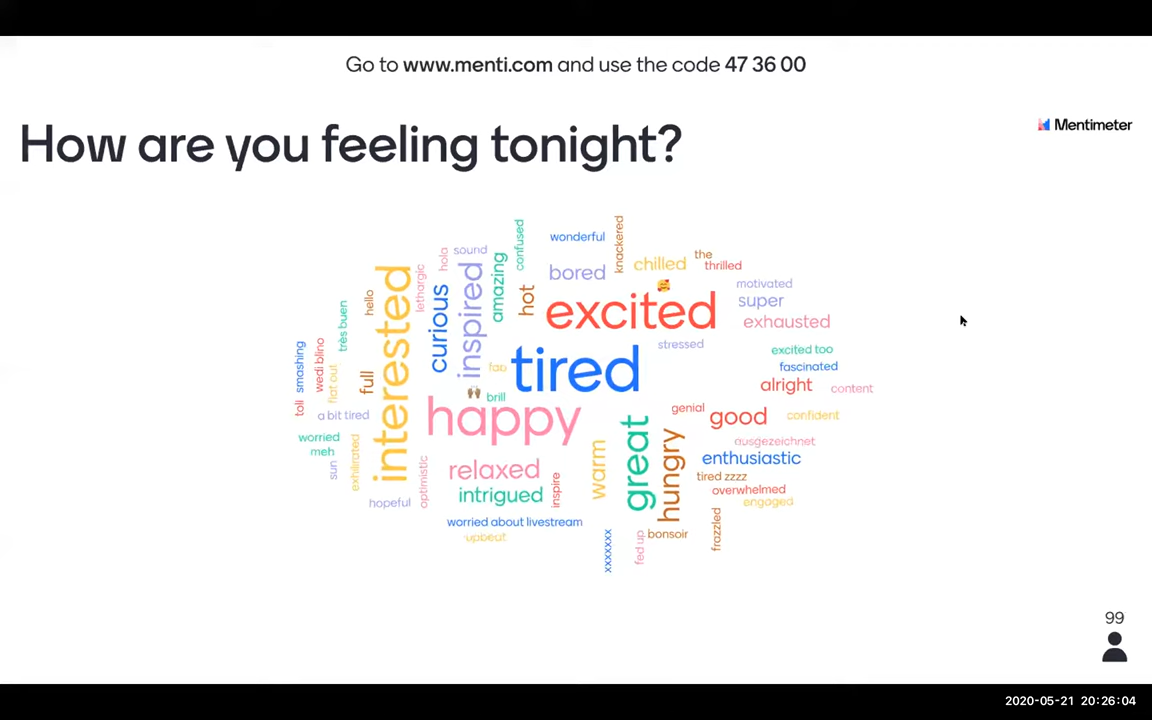 Go to www.menti.com and use the code 47 36 00
How are you feeling tonight?
Mentimeter
wonderful
knackered
confused
sound
hola
the
thrilled
chilled
bored
amazing
inspired
lethargic
interested
hello
très buen
curious
hot
excited
motivated
super
exhausted
stressed
excited too
fascinated
alright
content
tired
fab
brill
full
smashing
wedi blino
flat out
toli
a bit tired
happy
genial
good
confident
ausgezeichnet
enthusiastic
worried
meh
sun
exhilirated
optimistic
relaxed
intrigued
inspire
warm
great
hungry
tired zzzz
overwhelmed
engaged
hopeful
worried about livestream
upbeat
xxxxxxxx
fed up
bonsoir
frazzled
99
2020-05-21 20:26:04